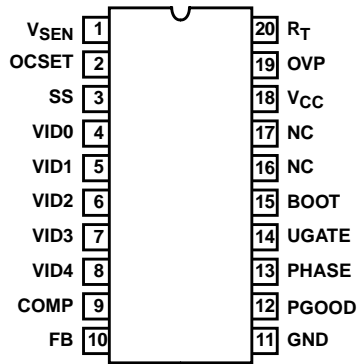 VSEN 1 20 RT
OCSET 2 19 OVP
SS 3 18 VCC
VID0 4 17 NC
VID1 5 16 NC
VID2 6 15 BOOT
VID3 7 14 UGATE
VID4 8 13 PHASE
COMP 9 12 PGOOD
FB 10 11 GND